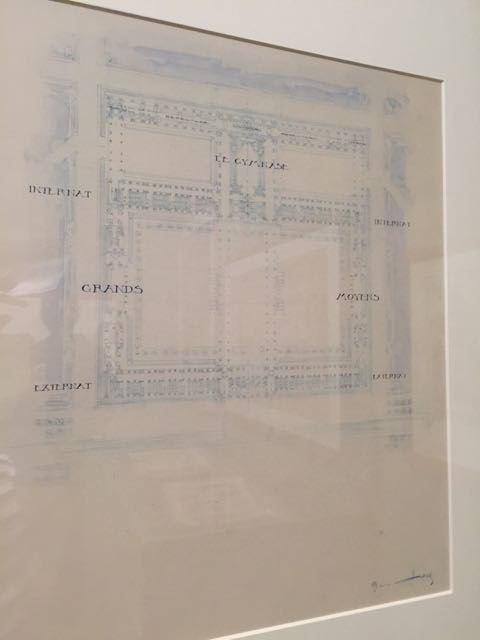 LE GYMNASE
INTERNAT
INTERNAT
GRANDS
MOYENS
EXTERNAT
EXTERNAT